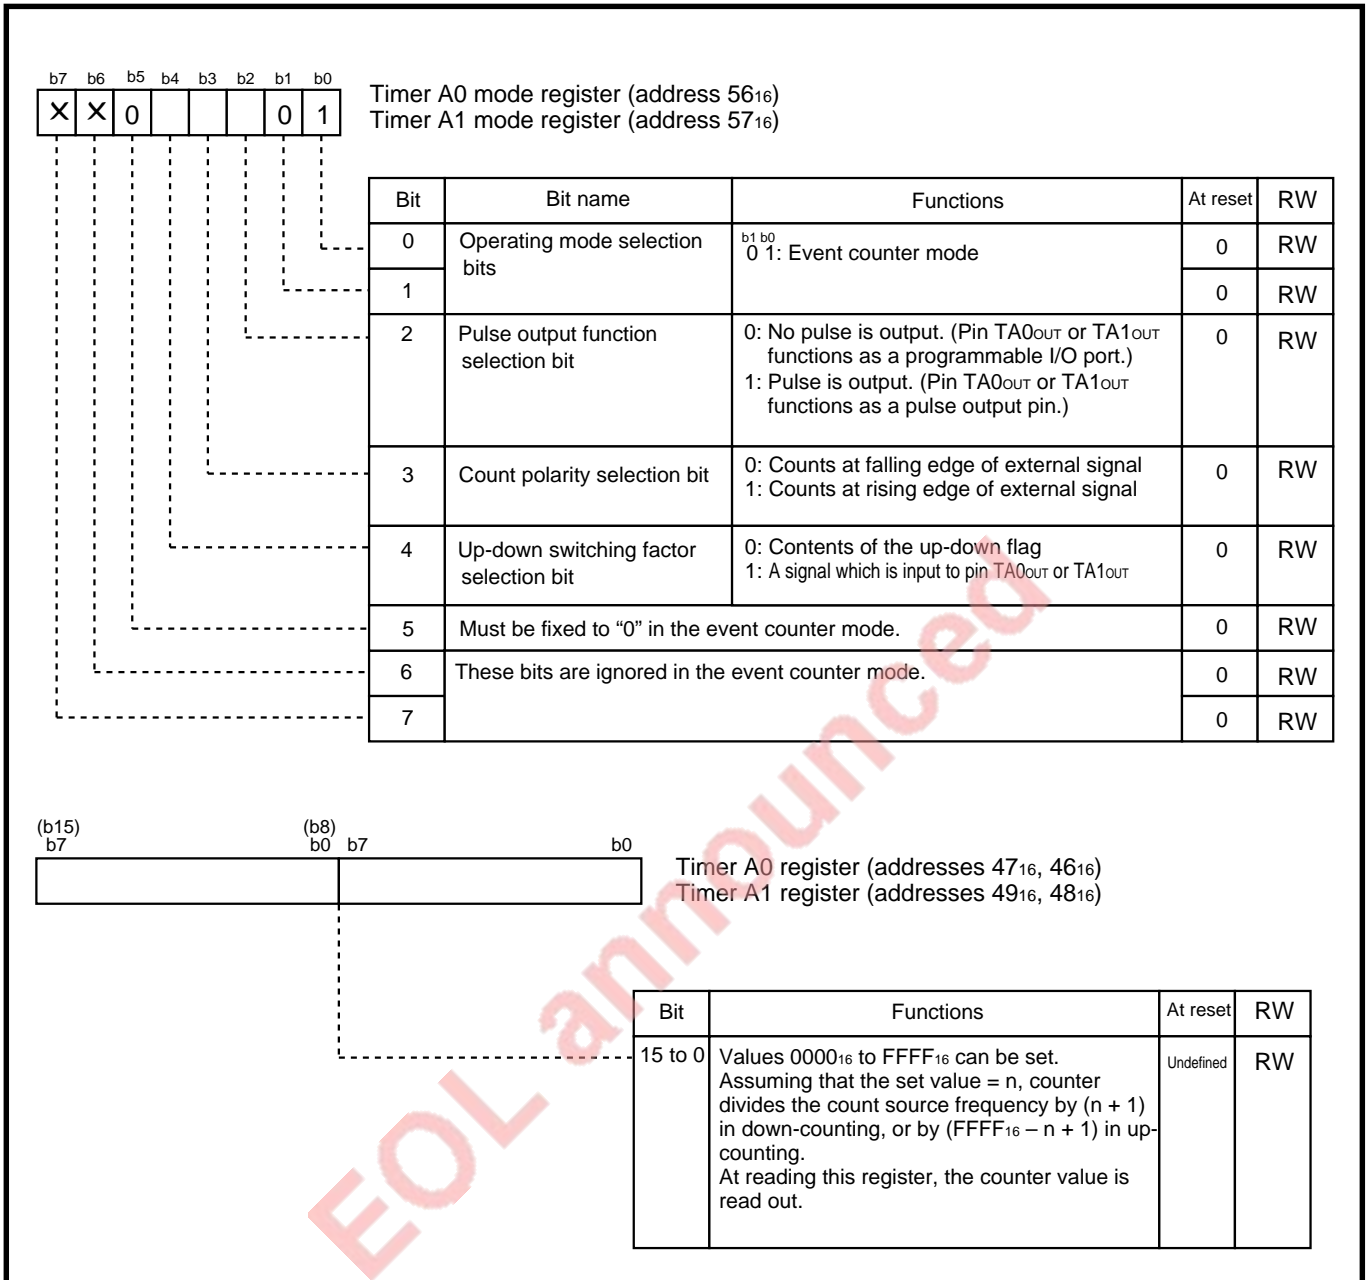 b7 b6 b5 b4 b3 b2 b1 b0
X X 0 0 1
Timer A0 mode register (address 5616)
Timer A1 mode register (address 5716)
Bit Bit name Functions At reset RW
0 Operating mode selection bits b1 b0 0 1: Event counter mode 0 RW
1 0 RW
2 Pulse output function selection bit 0: No pulse is output. (Pin TA0OUT or TA1OUT 0 RW
functions as a programmable I/O port.)
1: Pulse is output. (Pin TA0OUT or TA1OUT
functions as a pulse output pin.)
3 Count polarity selection bit 0: Counts at falling edge of external signal 0 RW
1: Counts at rising edge of external signal
4 Up-down switching factor selection bit 0: Contents of the up-down flag 0 RW
1: A signal which is input to pin TA0OUT or TA1OUT
5 Must be fixed to “0” in the event counter mode. 0 RW
6 These bits are ignored in the event counter mode. 0 RW
7 0 RW
(b15) (b8)
b7 b0 b7 b0
Timer A0 register (addresses 4716, 4616)
Timer A1 register (addresses 4916, 4816)
Bit Functions At reset RW
15 to 0 Values 000016 to FFFF16 can be set. Undefined RW
Assuming that the set value = n, counter
divides the count source frequency by (n + 1)
in down-counting, or by (FFFF16 – n + 1) in up-
counting.
At reading this register, the counter value is
read out.
EOL announced